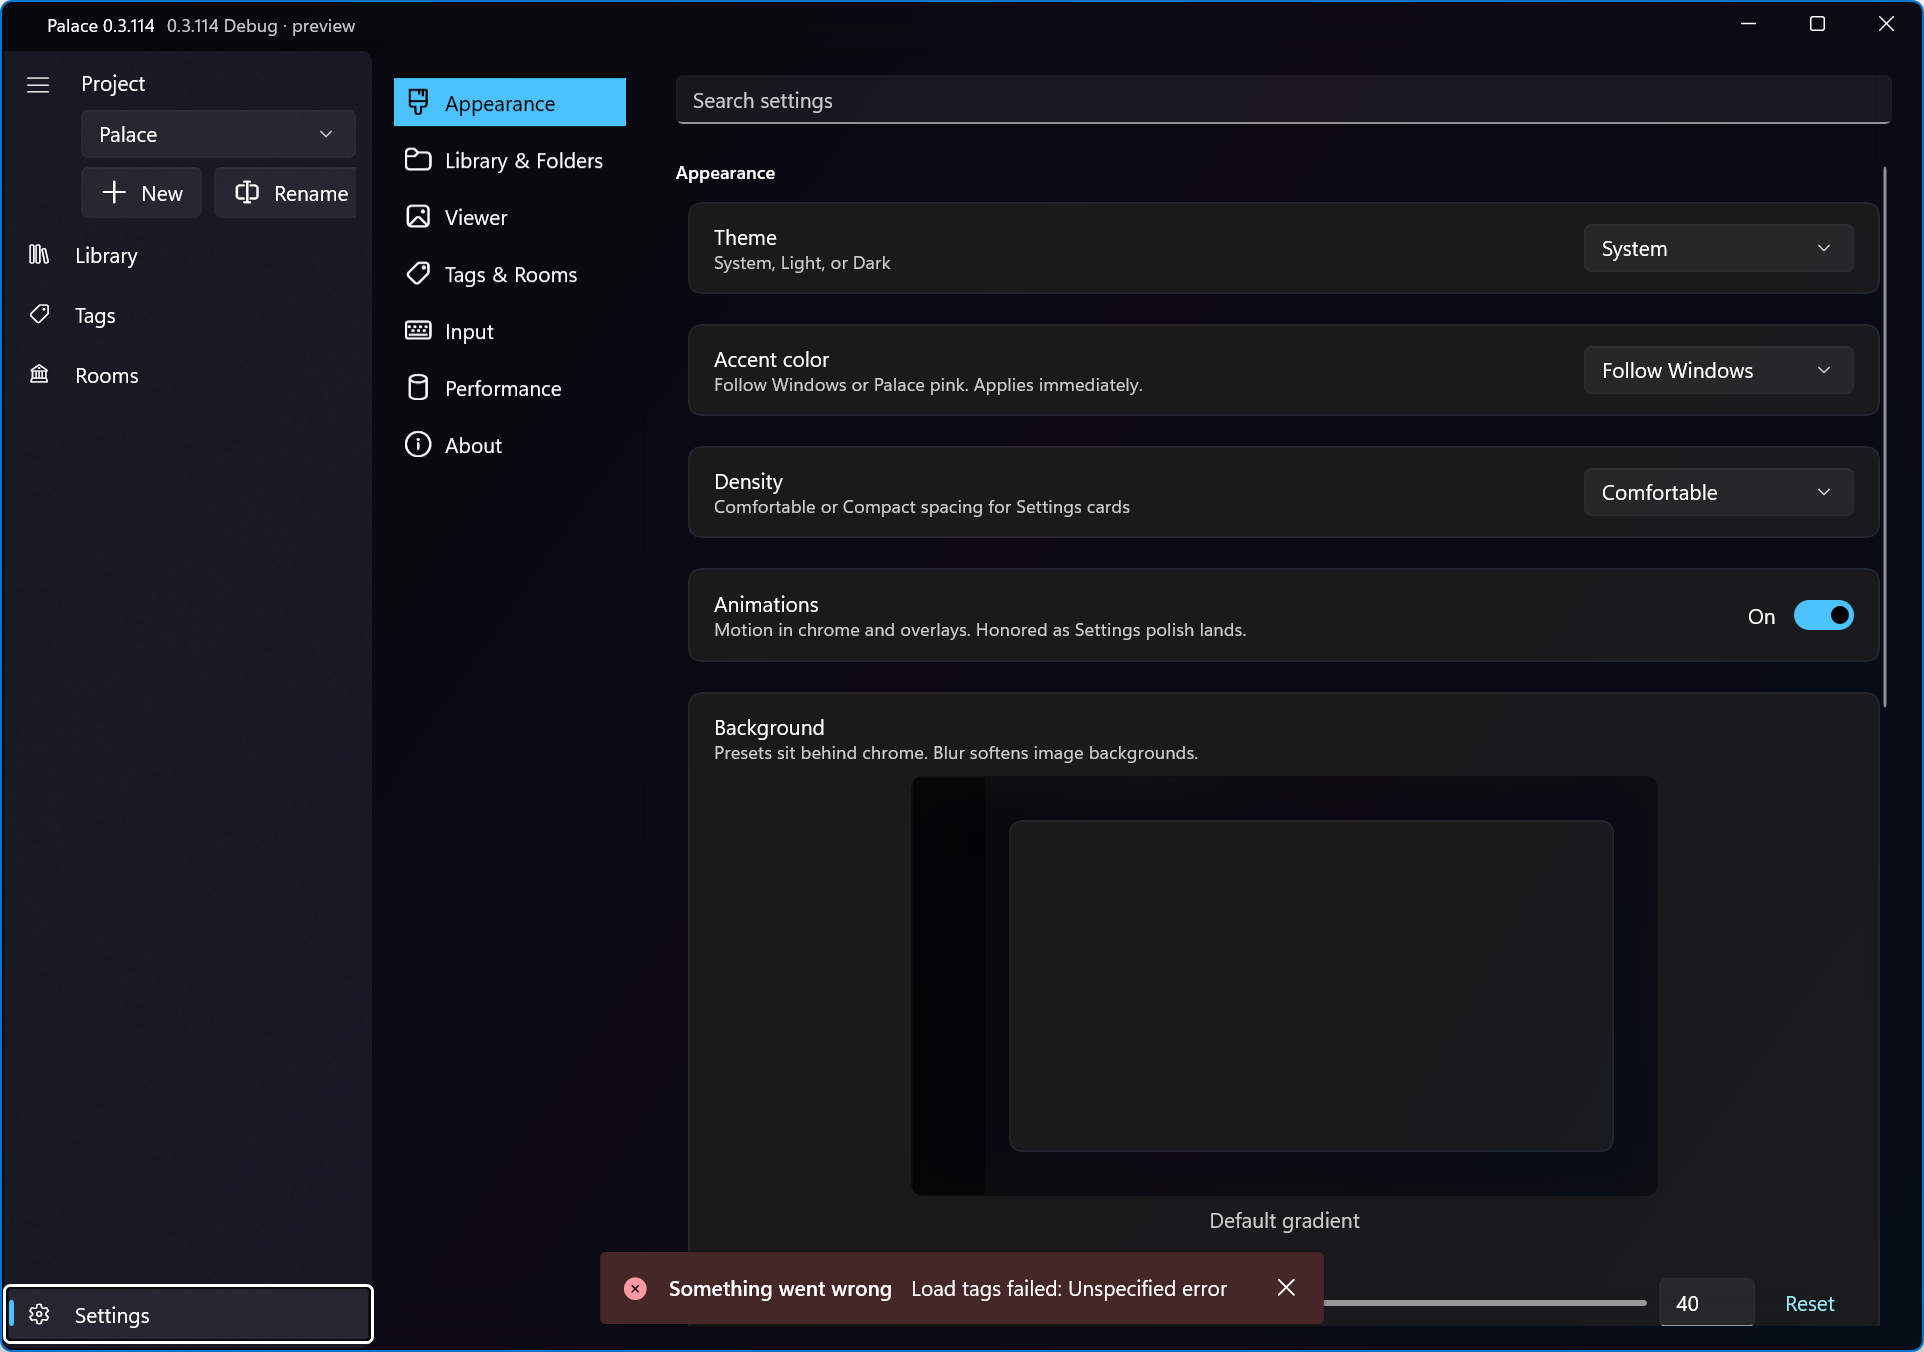 Palace 0.3.114 0.3.114 Debug · preview
Project
Palace
New
Rename
Library
Tags
Rooms
Settings
Appearance
Library & Folders
Viewer
Tags & Rooms
Input
Performance
About
Search settings
Appearance
Theme
System, Light, or Dark
System
Accent color
Follow Windows or Palace pink. Applies immediately.
Follow Windows
Density
Comfortable or Compact spacing for Settings cards
Comfortable
Animations
Motion in chrome and overlays. Honored as Settings polish lands.
On
Background
Presets sit behind chrome. Blur softens image backgrounds.
Default gradient
Something went wrong Load tags failed: Unspecified error
40
Reset